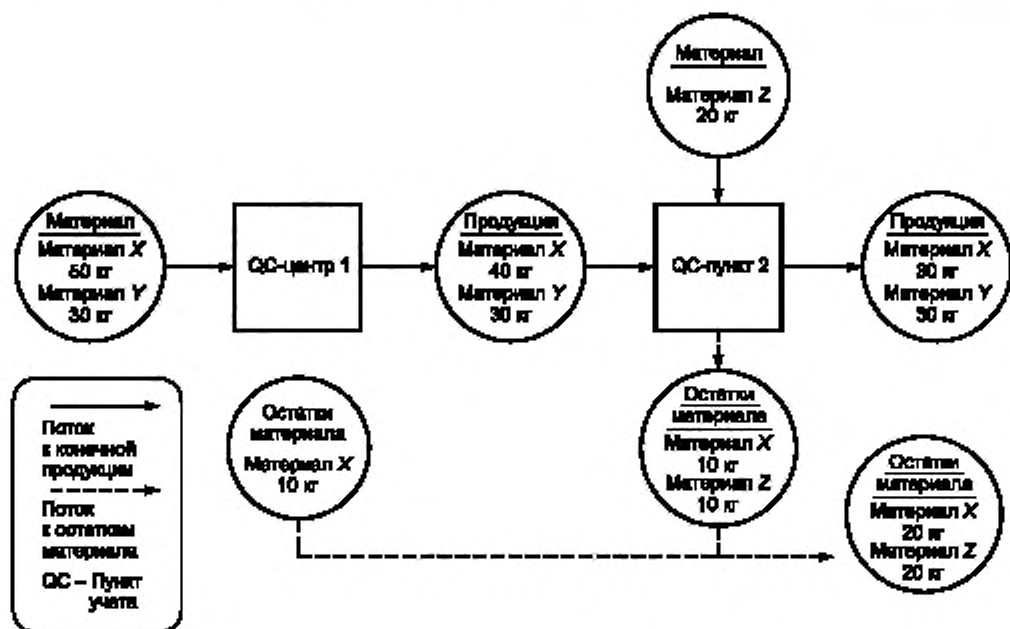 Материал
Материал Z
20 кг
Материал
Материал X
50 кг
Материал Y
30 кг
QC-центр 1
Продукция
Материал X
40 кг
Материал Y
30 кг
QC-пункт 2
Продукция
Материал X
30 кг
Материал Y
30 кг
Поток
к конечной
продукции
Поток
к остаткам
материала
QC – Пункт
учета
Остатки
материала
Материал X
10 кг
Остатки
материала
Материал X
10 кг
Материал Z
10 кг
Остатки
материала
Материал X
20 кг
Материал Z
20 кг